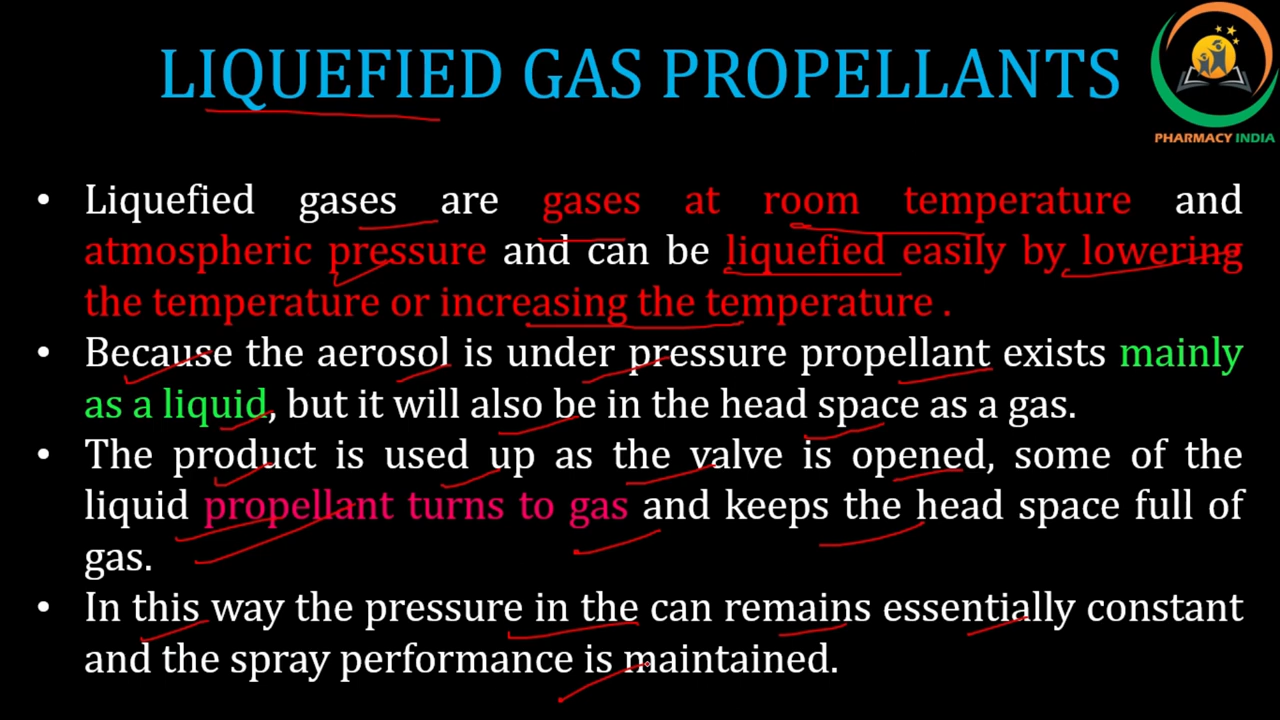 LIQUEFIED GAS PROPELLANTS
PHARMACY INDIA
• Liquefied gases are gases at room temperature and
atmospheric pressure and can be liquefied easily by lowering
the temperature or increasing the temperature .
• Because the aerosol is under pressure propellant exists mainly
as a liquid, but it will also be in the head space as a gas.
• The product is used up as the valve is opened, some of the
liquid propellant turns to gas and keeps the head space full of
gas.
• In this way the pressure in the can remains essentially constant
and the spray performance is maintained.